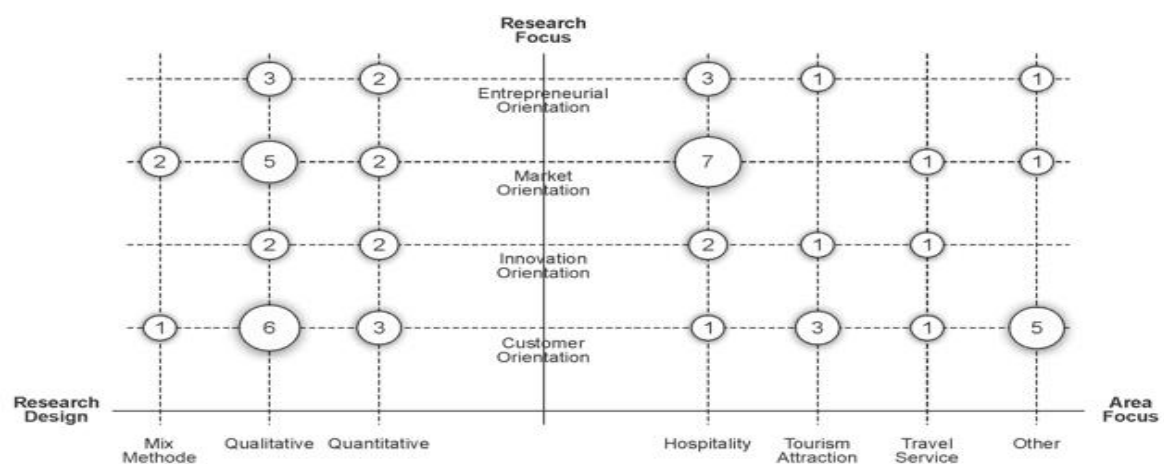 Research
Focus
3 2 3 1 1
Entrepreneurial
Orientation
2 5 2 7 1 1
Market
Orientation
2 2 2 1 1
Innovation
Orientation
1 6 3 1 3 1 5
Customer
Orientation
Research
Design
Area
Focus
Mix
Methode
Qualitative
Quantitative
Hospitality
Tourism
Attraction
Travel
Service
Other